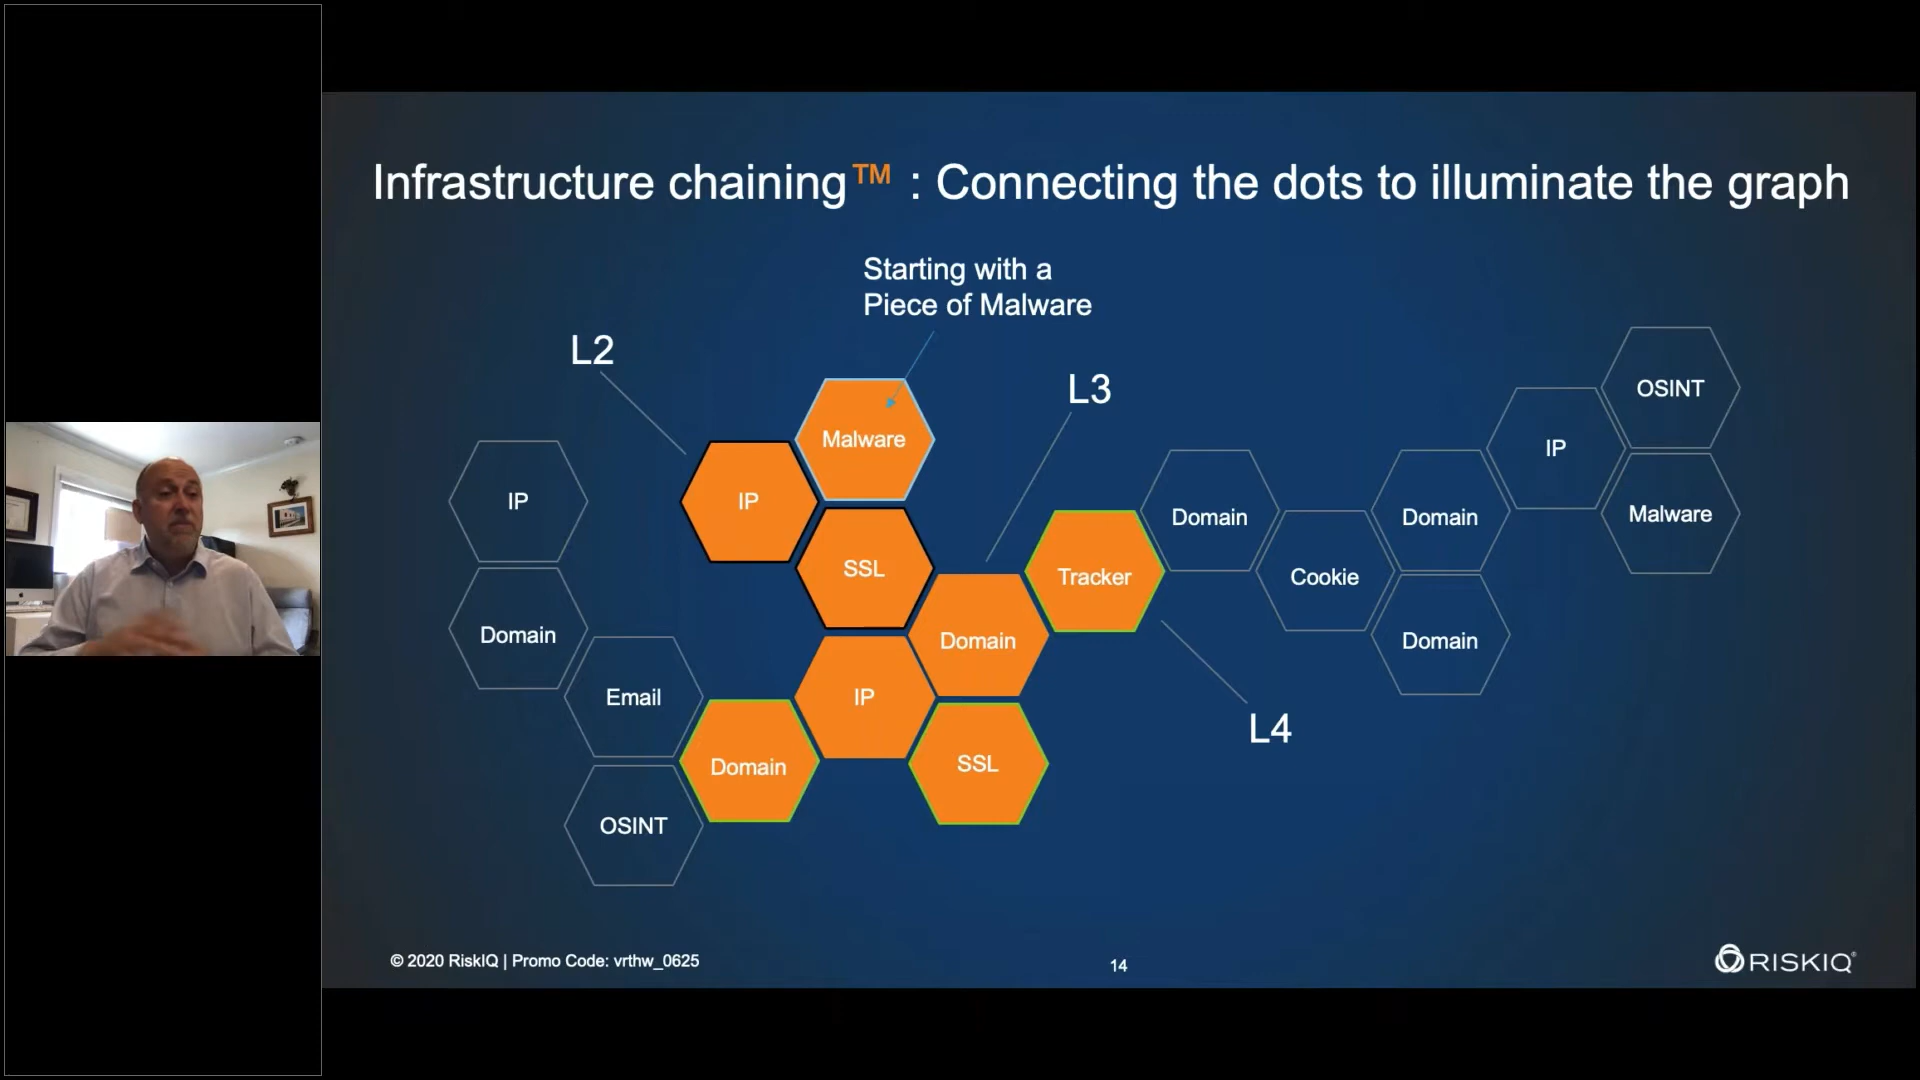 Infrastructure chaining™ : Connecting the dots to illuminate the graph
Starting with a
Piece of Malware
L2
L3
OSINT
Malware
IP
IP
IP
SSL
Domain
Domain
Malware
Tracker
Cookie
Domain
Domain
Domain
Email
IP
L4
Domain
SSL
OSINT
© 2020 RiskIQ | Promo Code: vrthw_0625
14
RISKIQ®